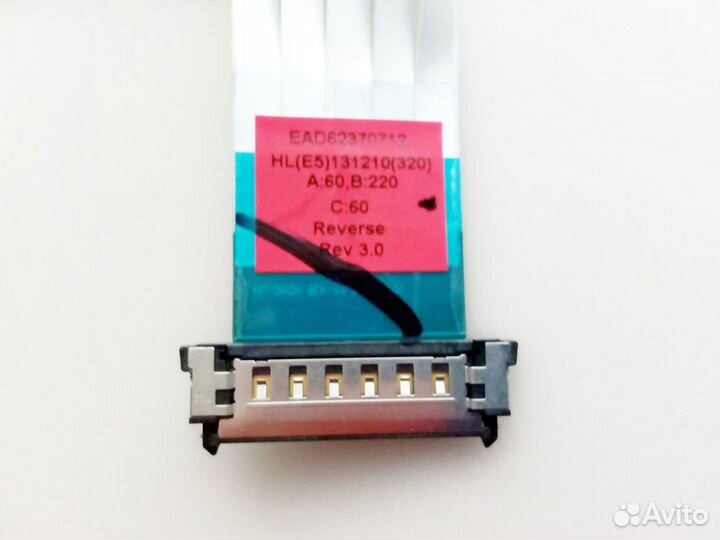 EAD62370712
HL(E5)131210(320)
A:60,B:220
C:60
Reverse
Rev 3.0
Avito